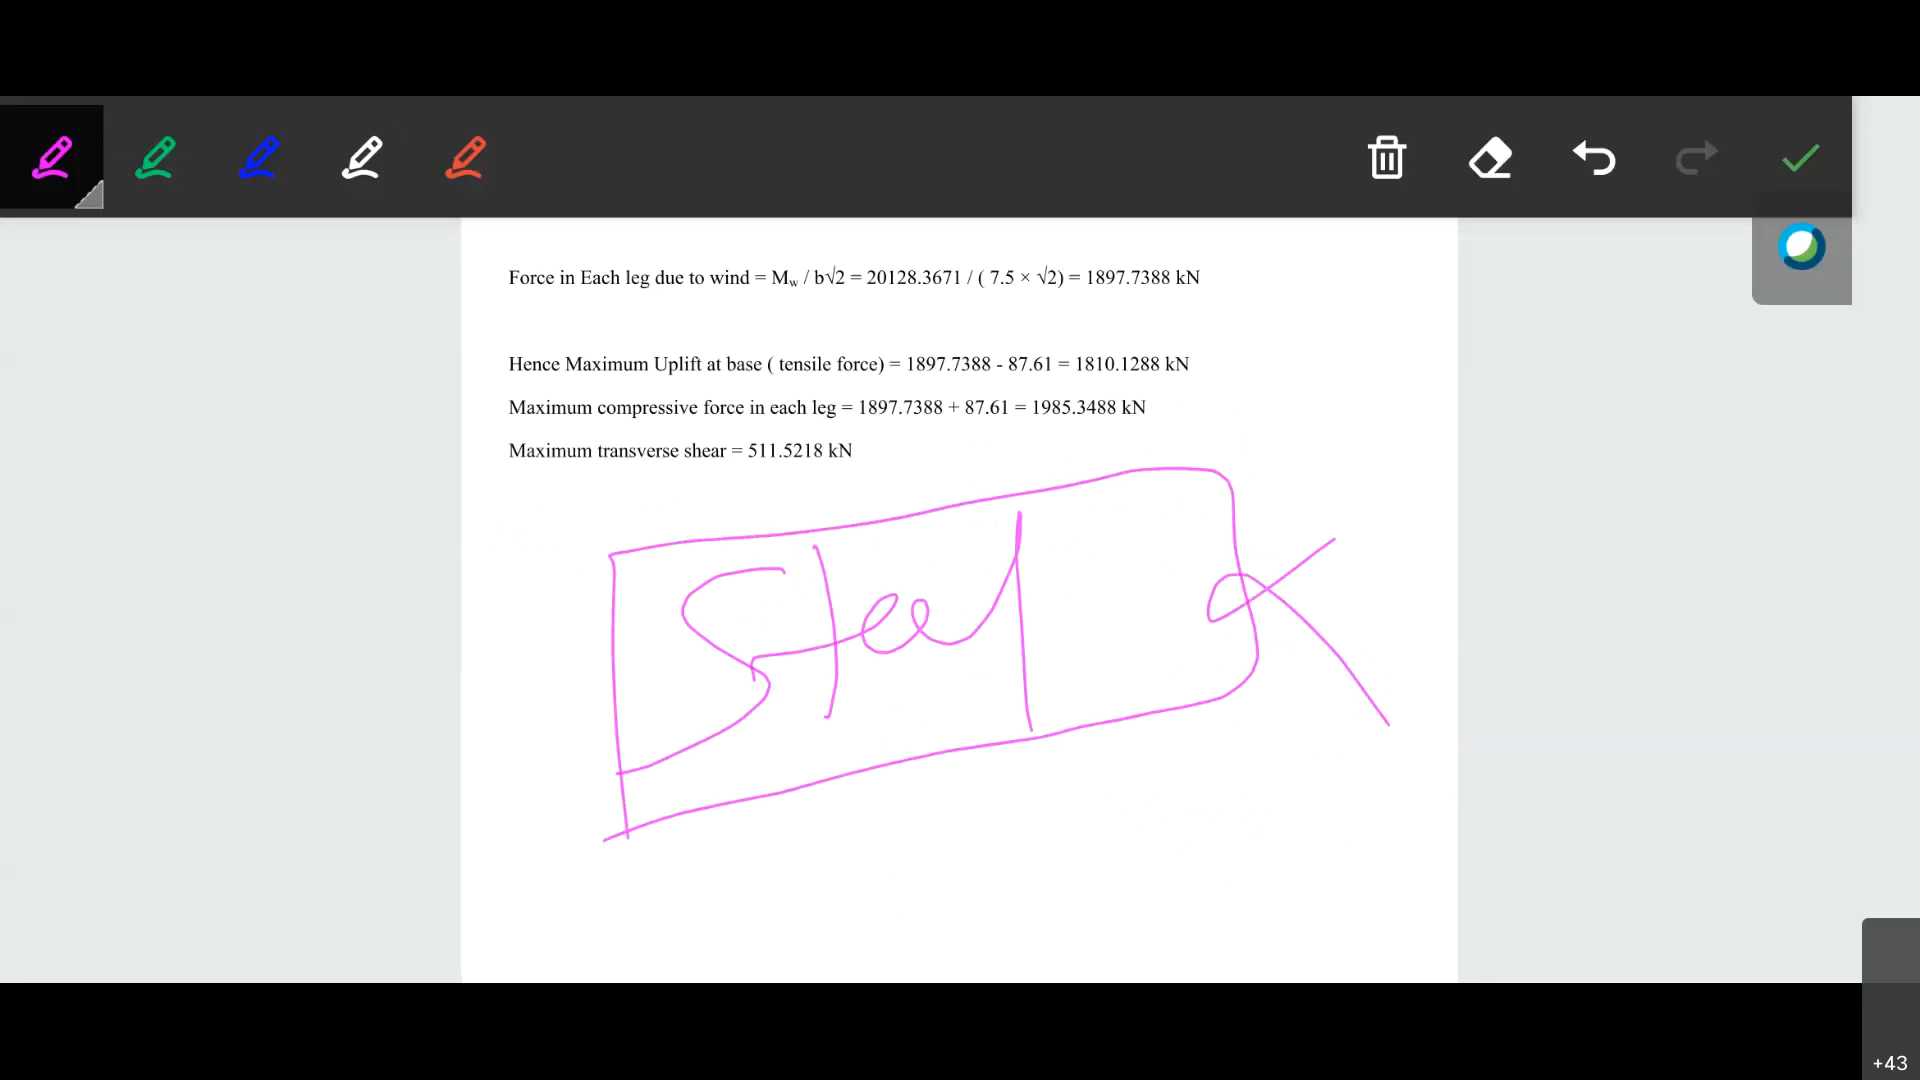 Force in Each leg due to wind = Mw / b√2 = 20128.3671 / ( 7.5 × √2) = 1897.7388 kN
Hence Maximum Uplift at base ( tensile force) = 1897.7388 - 87.61 = 1810.1288 kN
Maximum compressive force in each leg = 1897.7388 + 87.61 = 1985.3488 kN
Maximum transverse shear = 511.5218 kN
Steel
+43